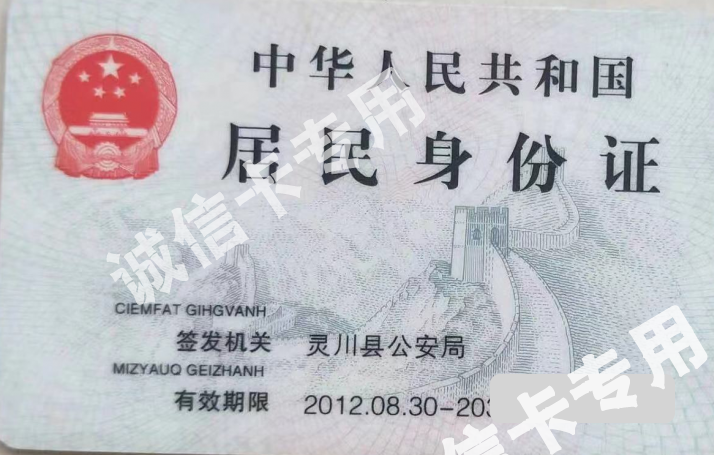 中华人民共和国
居民身份证
诚信卡专用
CIEMFAT GIHGVANH
签发机关 灵川县公安局
MIZYAUQ GEIZHANH
有效期限 2012.08.30-203
信卡专用